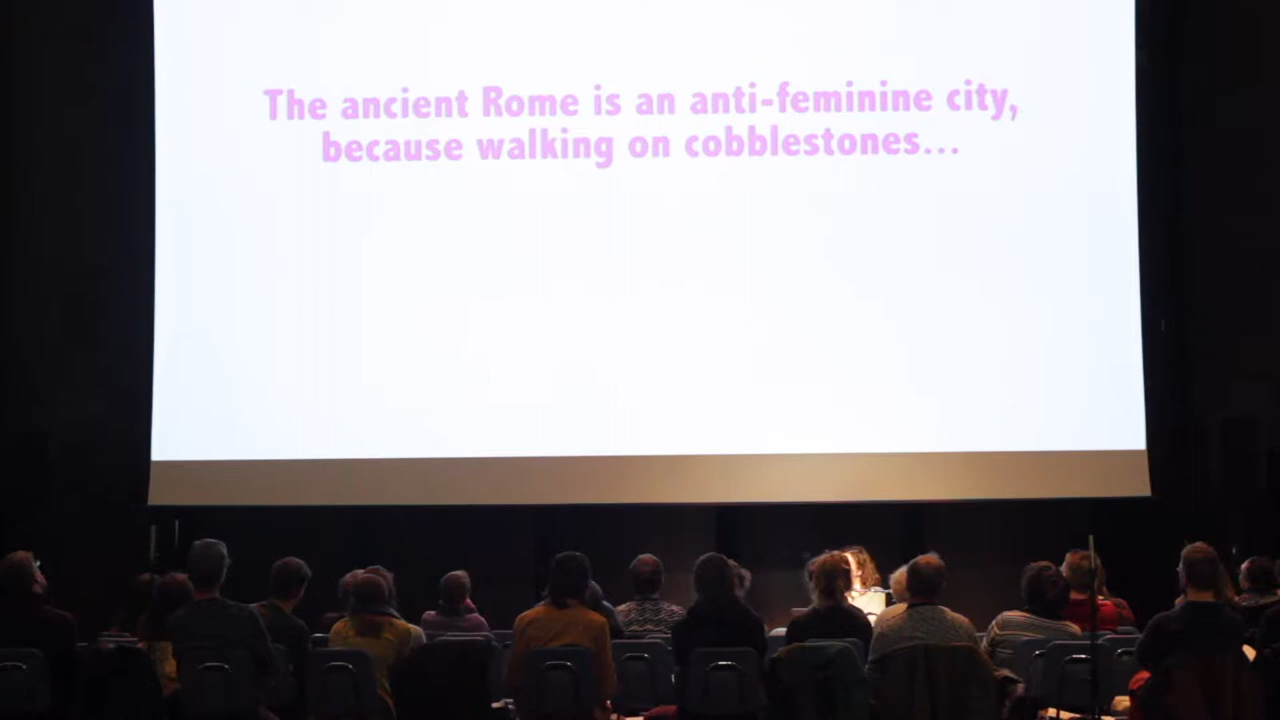 The ancient Rome is an anti-feminine city,
because walking on cobblestones...